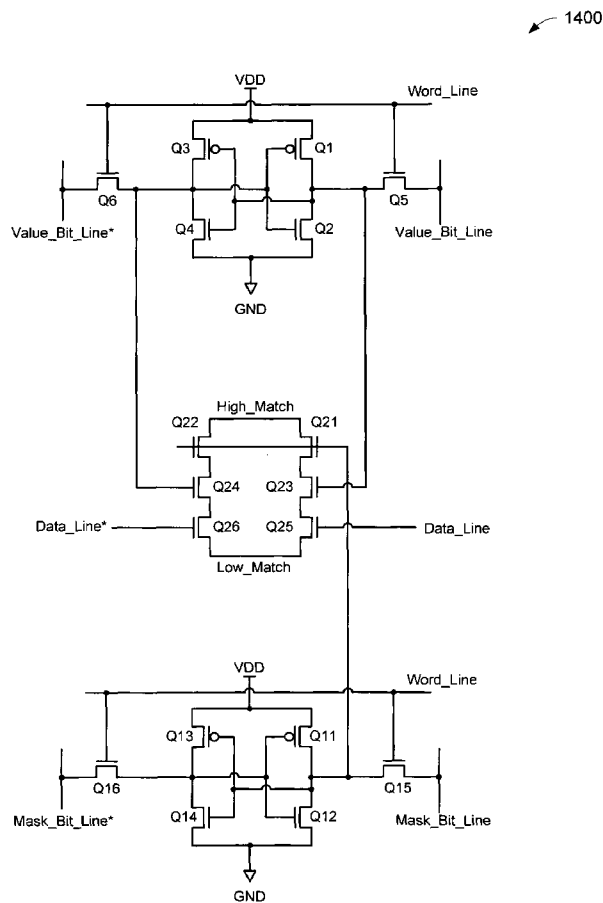 1400
VDD
Word_Line
Q3
Q1
Q6
Q5
Value_Bit_Line*
Q4
Q2
Value_Bit_Line
GND
High_Match
Q22
Q21
Q24
Q23
Data_Line*
Q26
Q25
Data_Line
Low_Match
VDD
Word_Line
Q13
Q11
Q16
Q15
Mask_Bit_Line*
Q14
Q12
Mask_Bit_Line
GND